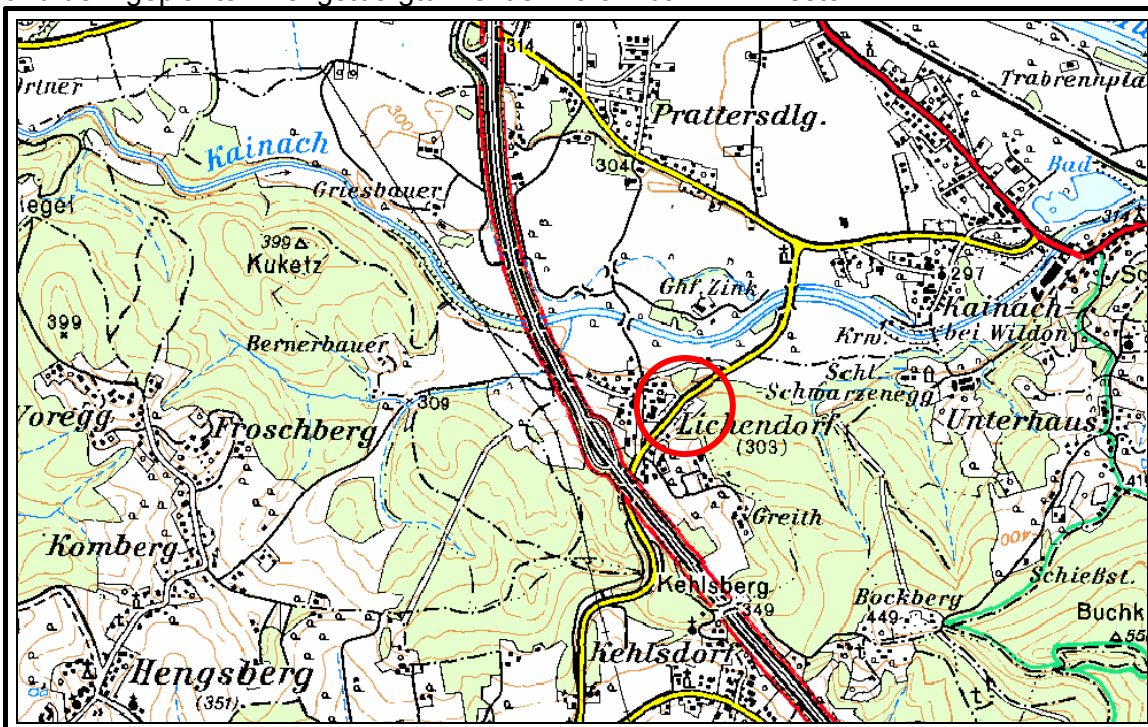 314
Trabrennpla
Prattersdlg.
300
Kainach
304
Bad
Griesbauer
314
399
Kuketz
Ghf. Zink
297
Kainach
bei Wildon
Krw.
399
Bernerbauer
Schl.
Schwarzenegg
309
Voregg
Froschberg
Lichendorf
(303)
Unterhaus
Greith
Komberg
400
Schießst.
Kehlsberg
349
Bockberg
449
Buchk
Kehlsdorf
Hengsberg
(351)